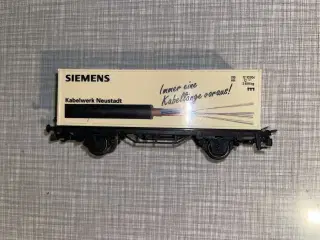 SIEMENS
Kabelwerk Neustadt
Immer eine
Kabellänge voraus!